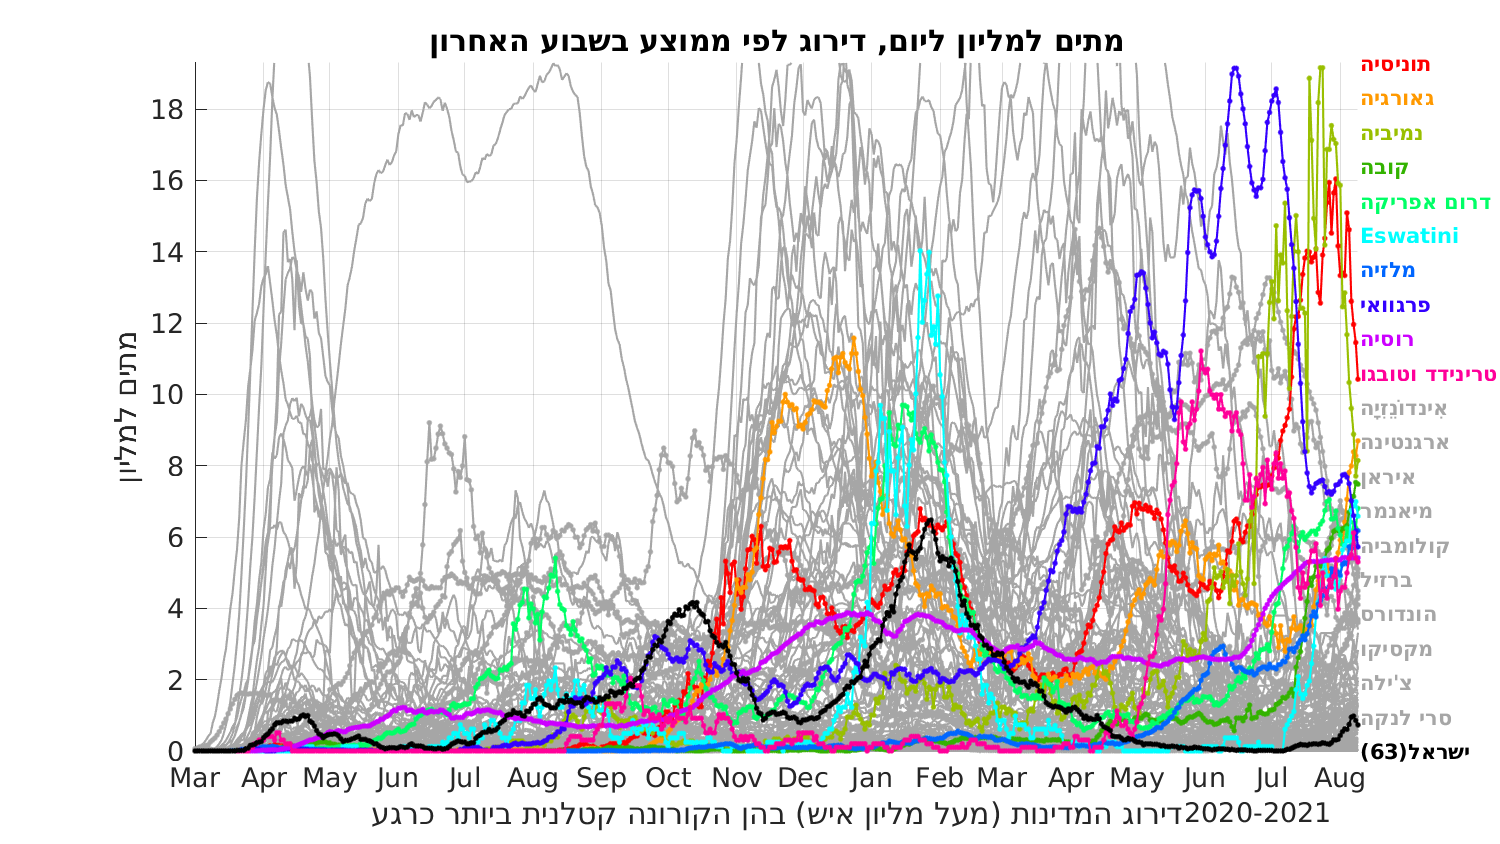 מתים למליון ליום, דירוג לפי ממוצע בשבוע האחרון
מתים למליון
18
16
14
12
10
8
6
4
2
0
Mar Apr May Jun Jul Aug Sep Oct Nov Dec Jan Feb Mar Apr May Jun Jul Aug
דירוג המדינות (מעל מליון איש) בהן הקורונה קטלנית ביותר כרגע2020-2021
תוניסיה
גאורגיה
נמיביה
קובה
דרום אפריקה
Eswatini
מלזיה
פרגוואי
רוסיה
טרינידד וטובגו
אִינדוֹנֵזִיָה
ארגנטינה
איראן
מיאנמר
קולומביה
ברזיל
הונדורס
מקסיקו
צ'ילה
סרי לנקה
ישראל(63)